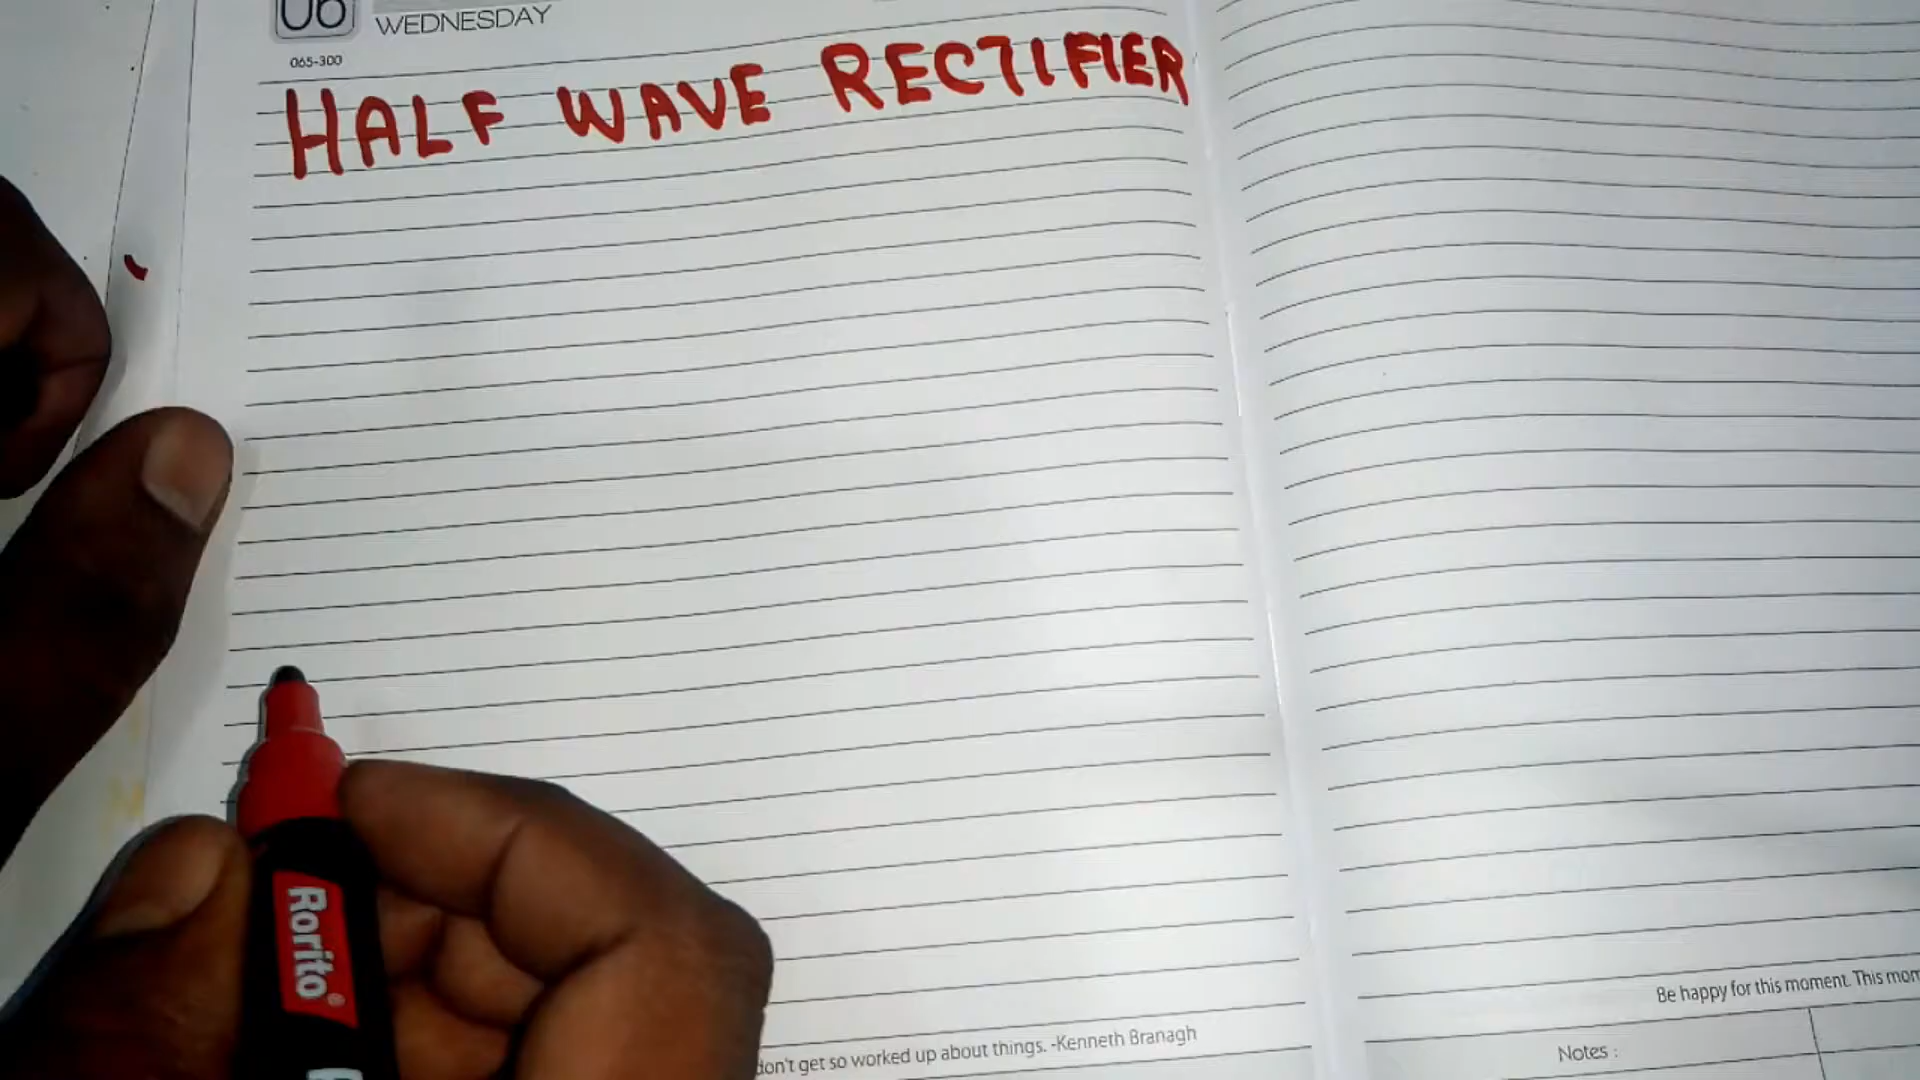 06
WEDNESDAY
065-300
HALF WAVE RECTIFIER
Rorito®
don't get so worked up about things. -Kenneth Branagh
Be happy for this moment. This
Notes :